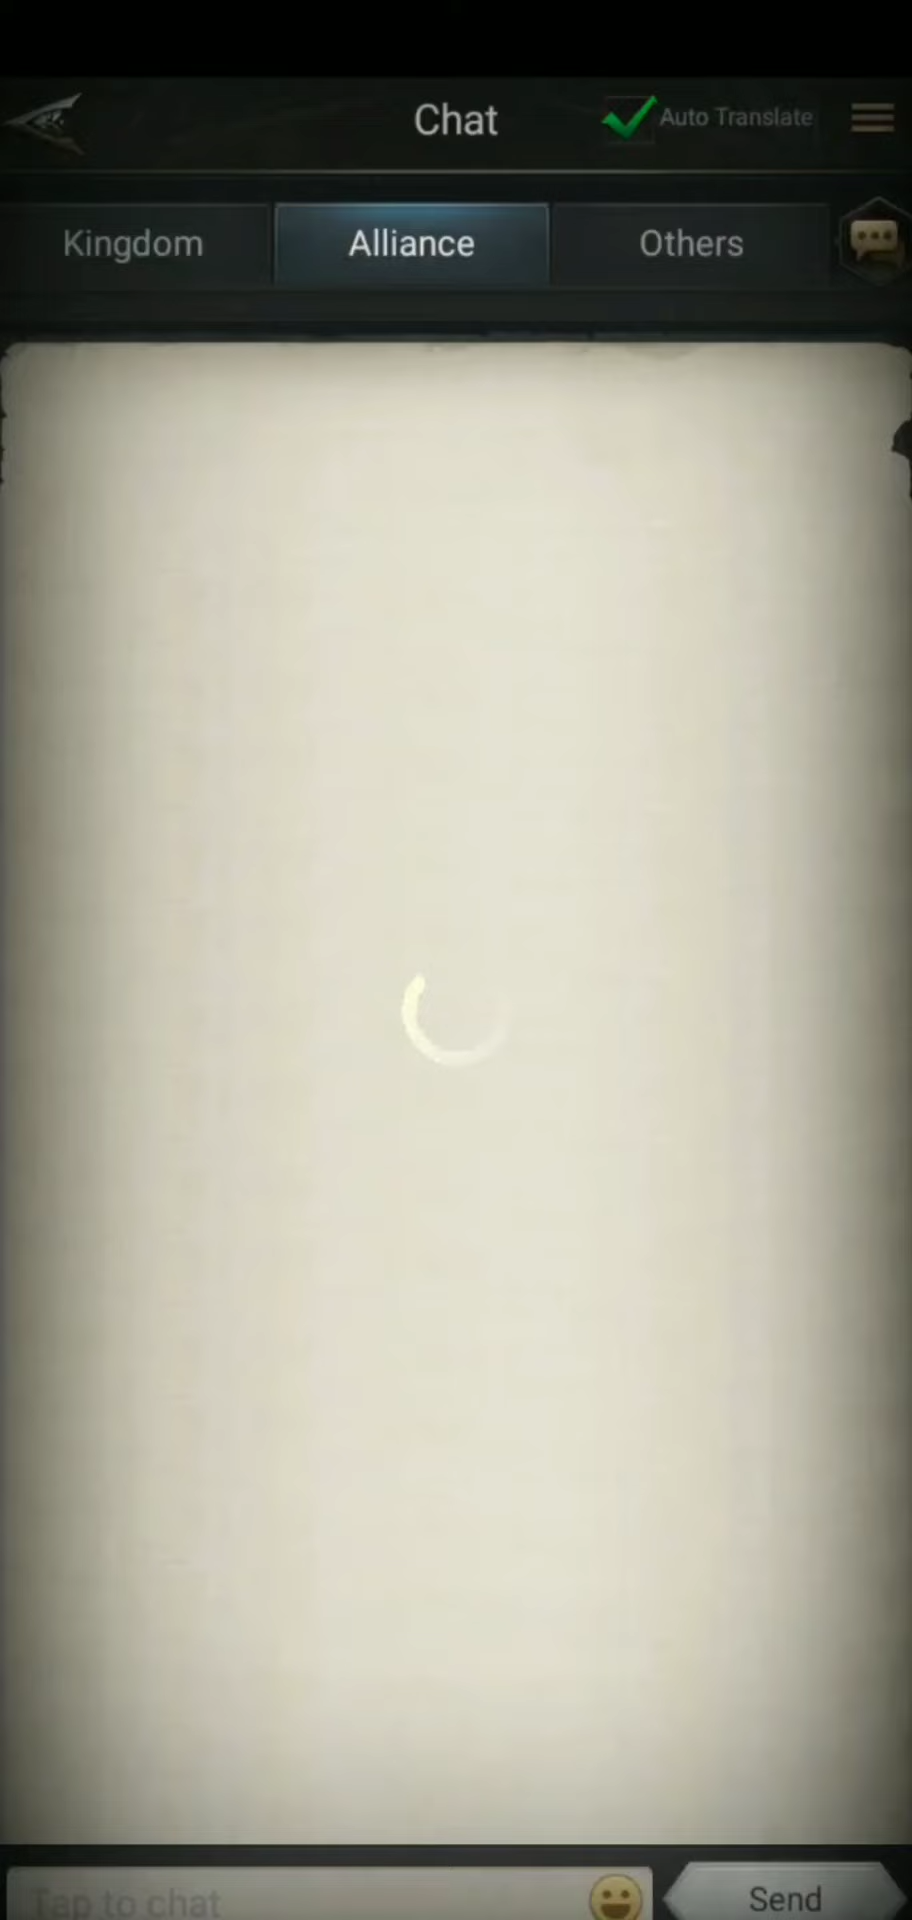 Chat
Auto Translate
Kingdom
Alliance
Others
Tap to chat
Send